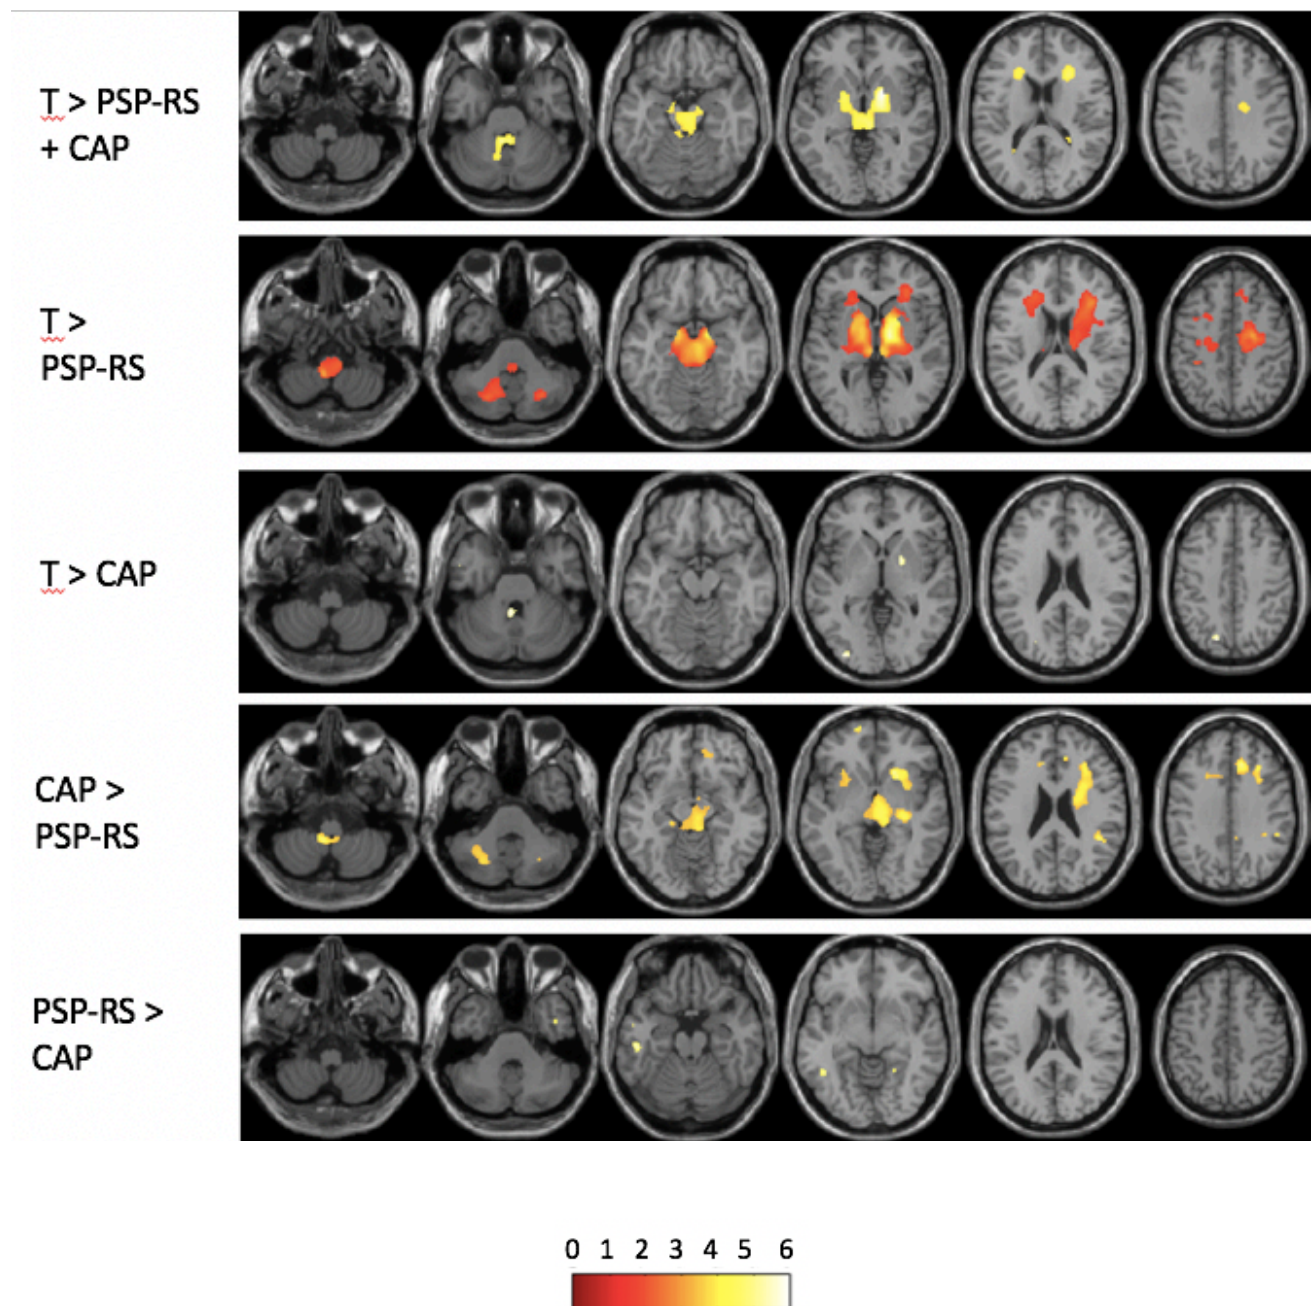 T > PSP-RS
+ CAP
T >
PSP-RS
T > CAP
CAP >
PSP-RS
PSP-RS >
CAP
0 1 2 3 4 5 6